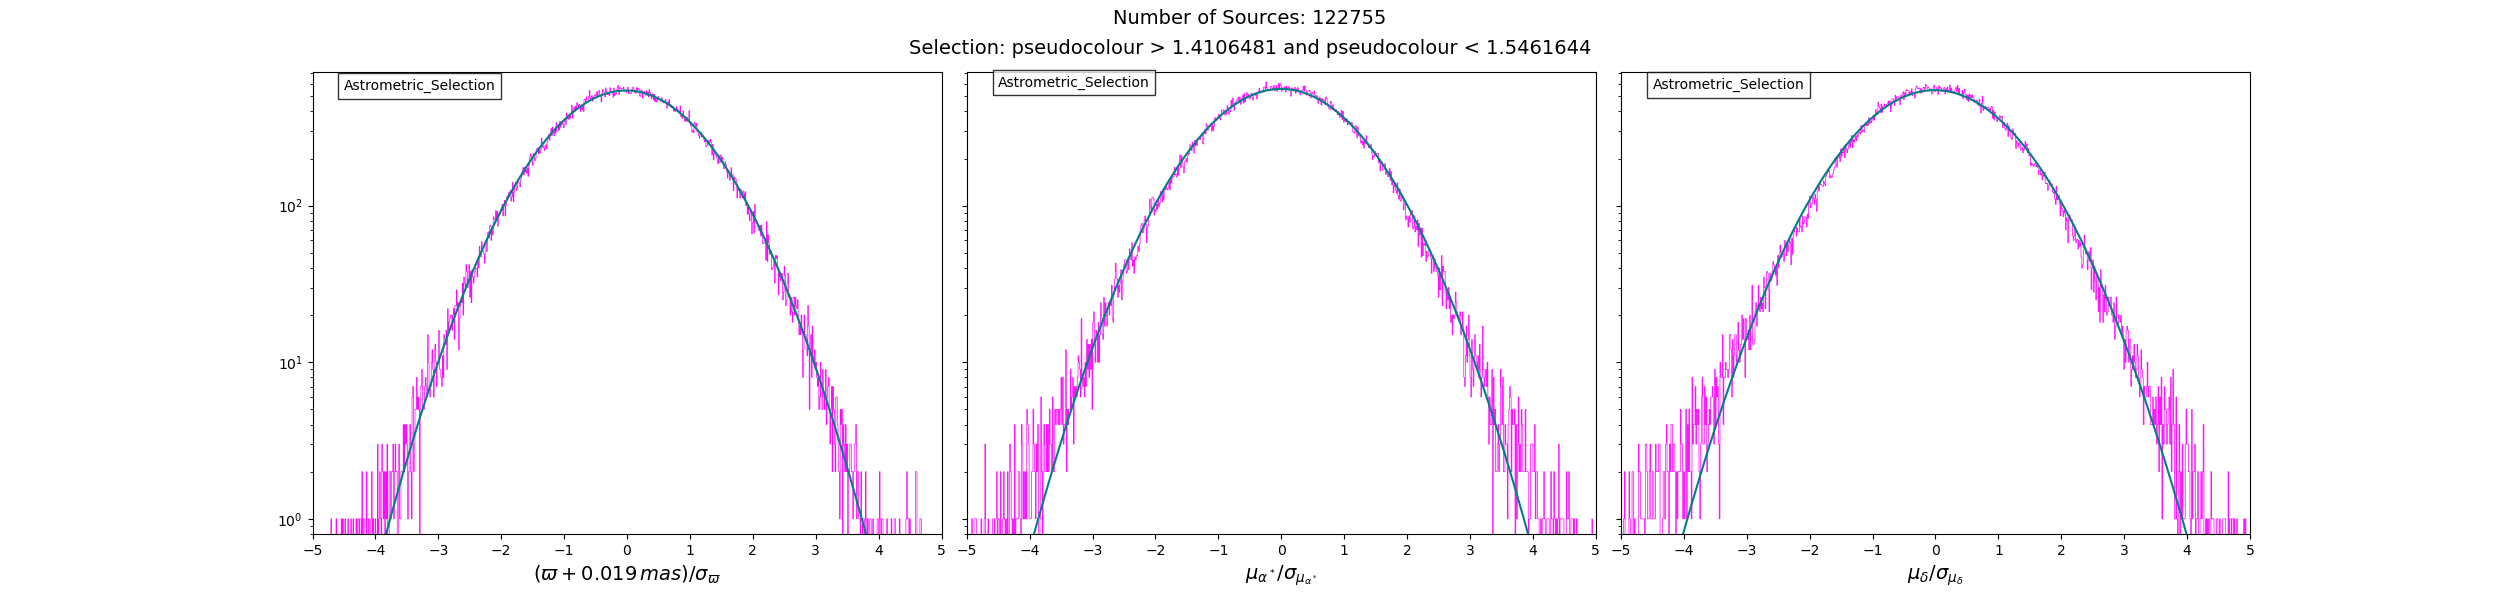 Number of Sources: 122755
Selection: pseudocolour > 1.4106481 and pseudocolour < 1.5461644
Astrometric_Selection Astrometric_Selection Astrometric_Selection
10²
10¹
10⁰
−5 −4 −3 −2 −1 0 1 2 3 4 5 −5 −4 −3 −2 −1 0 1 2 3 4 5 −5 −4 −3 −2 −1 0 1 2 3 4 5
(ϖ + 0.019 mas)/σ_ϖ μ_α*/σ_μ_α* μ_δ/σ_μ_δ